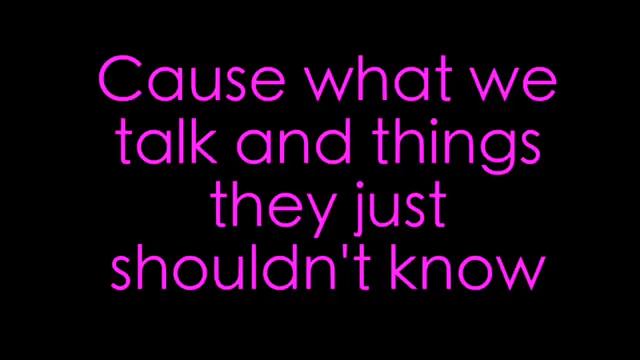 Cause what we
talk and things
they just
shouldn't know